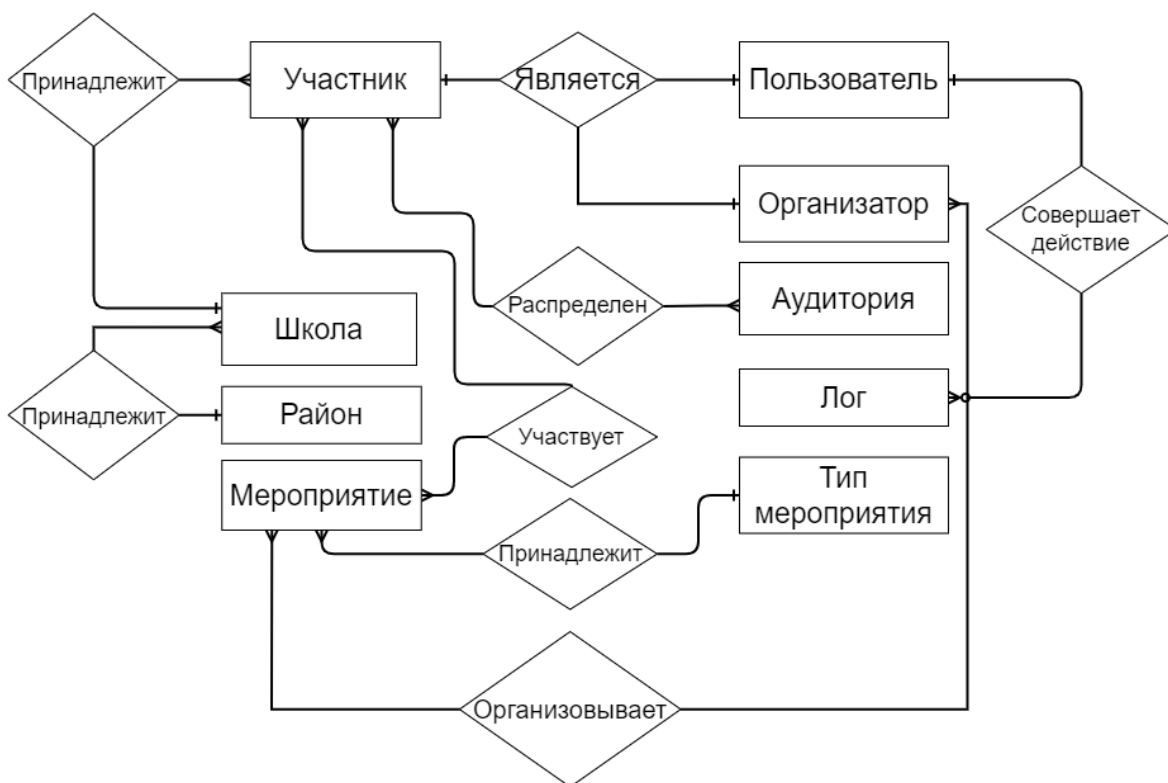 Принадлежит
Участник
Является
Пользователь
Организатор
Совершает
действие
Распределен
Аудитория
Школа
Принадлежит
Район
Лог
Участвует
Мероприятие
Тип
мероприятия
Принадлежит
Организовывает